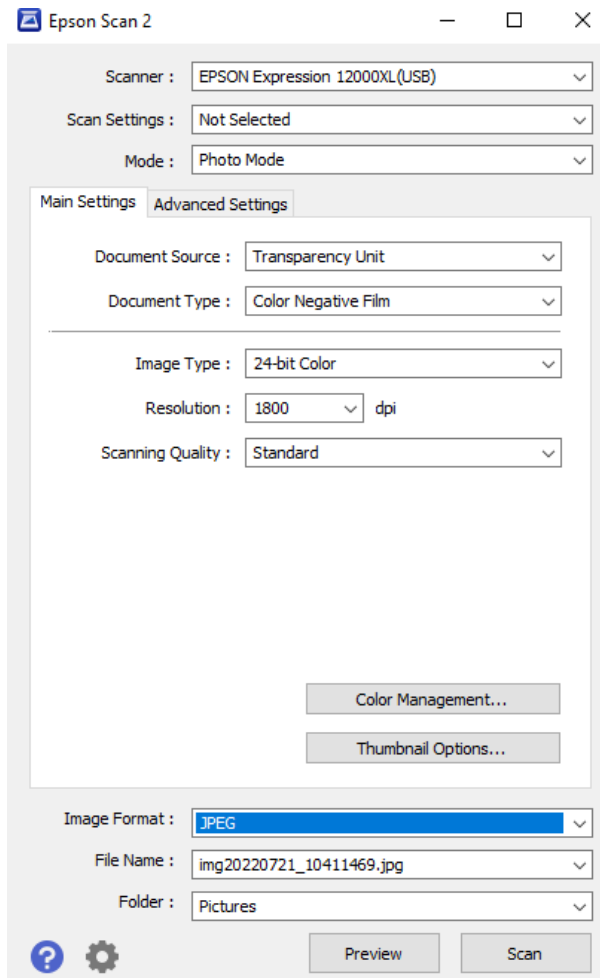 Epson Scan 2
Scanner : EPSON Expression 12000XL(USB)
Scan Settings : Not Selected
Mode : Photo Mode
Main Settings Advanced Settings
Document Source : Transparency Unit
Document Type : Color Negative Film
Image Type : 24-bit Color
Resolution : 1800 dpi
Scanning Quality : Standard
Color Management...
Thumbnail Options...
Image Format : JPEG
File Name : img20220721_10411469.jpg
Folder : Pictures
? Preview Scan